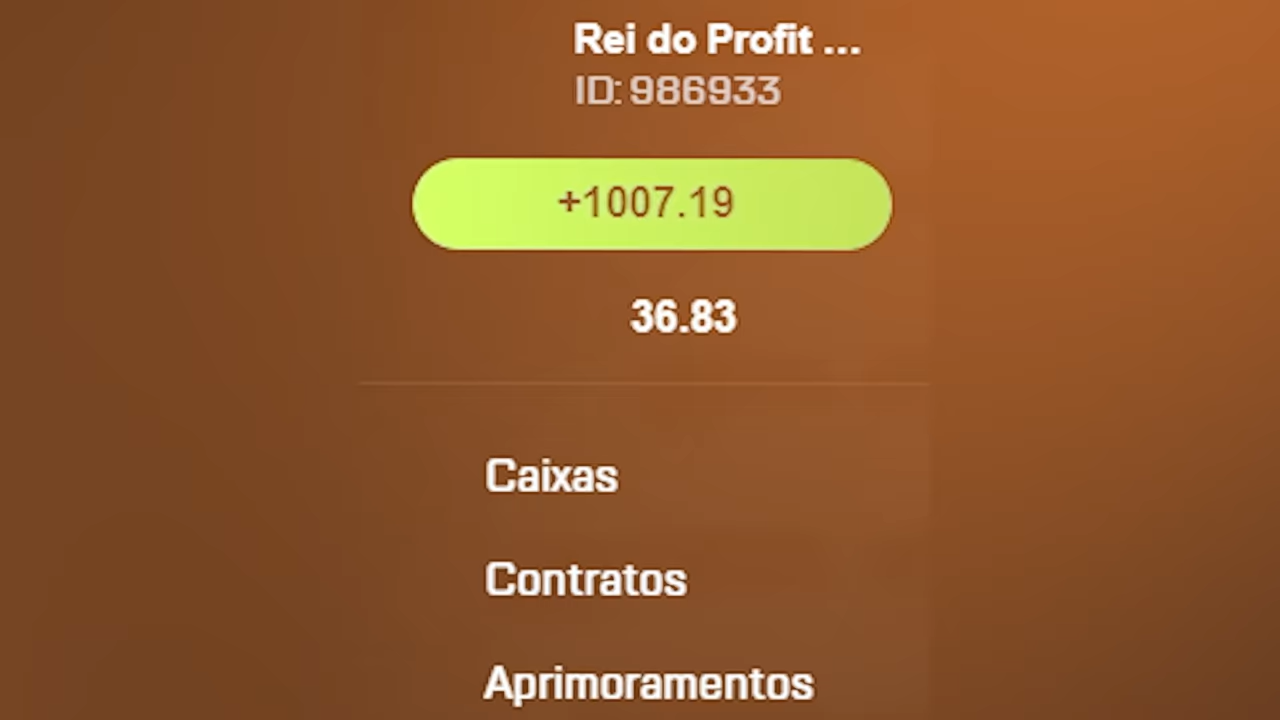 Rei do Profit ...
ID: 986933
+1007.19
36.83
Caixas
Contratos
Aprimoramentos